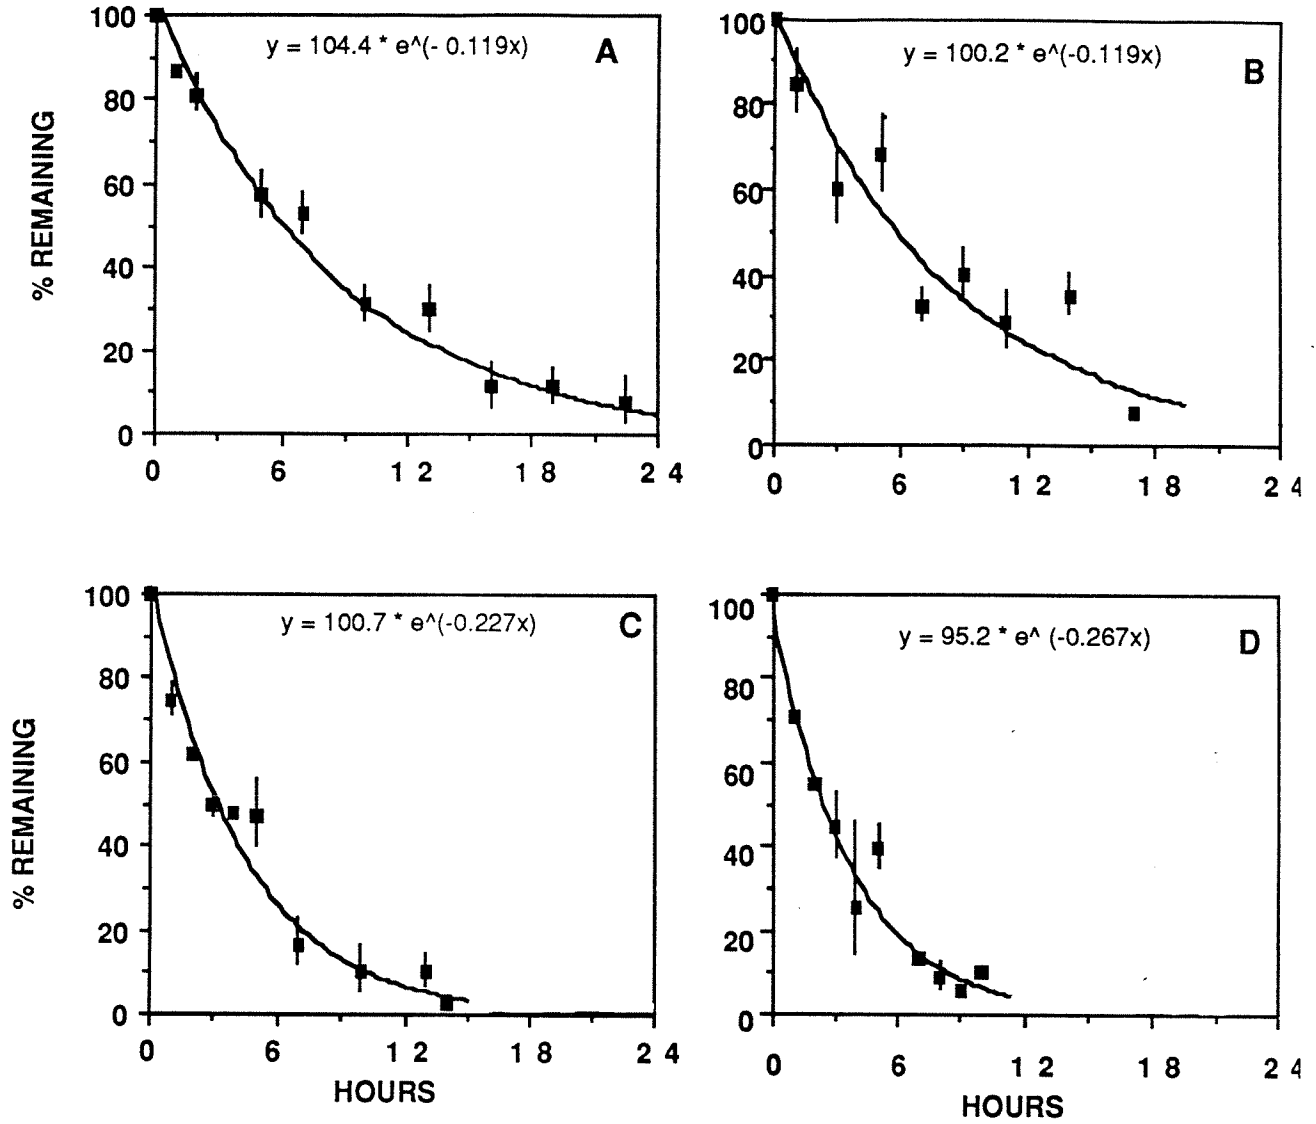 100
y = 104.4 * e^(- 0.119x)
A
80
60
40
20
0
% REMAINING
0 6 1 2 1 8 2 4
100
y = 100.2 * e^(-0.119x)
B
80
60
40
20
0
0 6 1 2 1 8 2 4
100
y = 100.7 * e^(-0.227x)
C
80
60
40
20
0
% REMAINING
0 6 1 2 1 8 2 4
HOURS
100
y = 95.2 * e^ (-0.267x)
D
80
60
40
20
0
0 6 1 2 1 8 2 4
HOURS